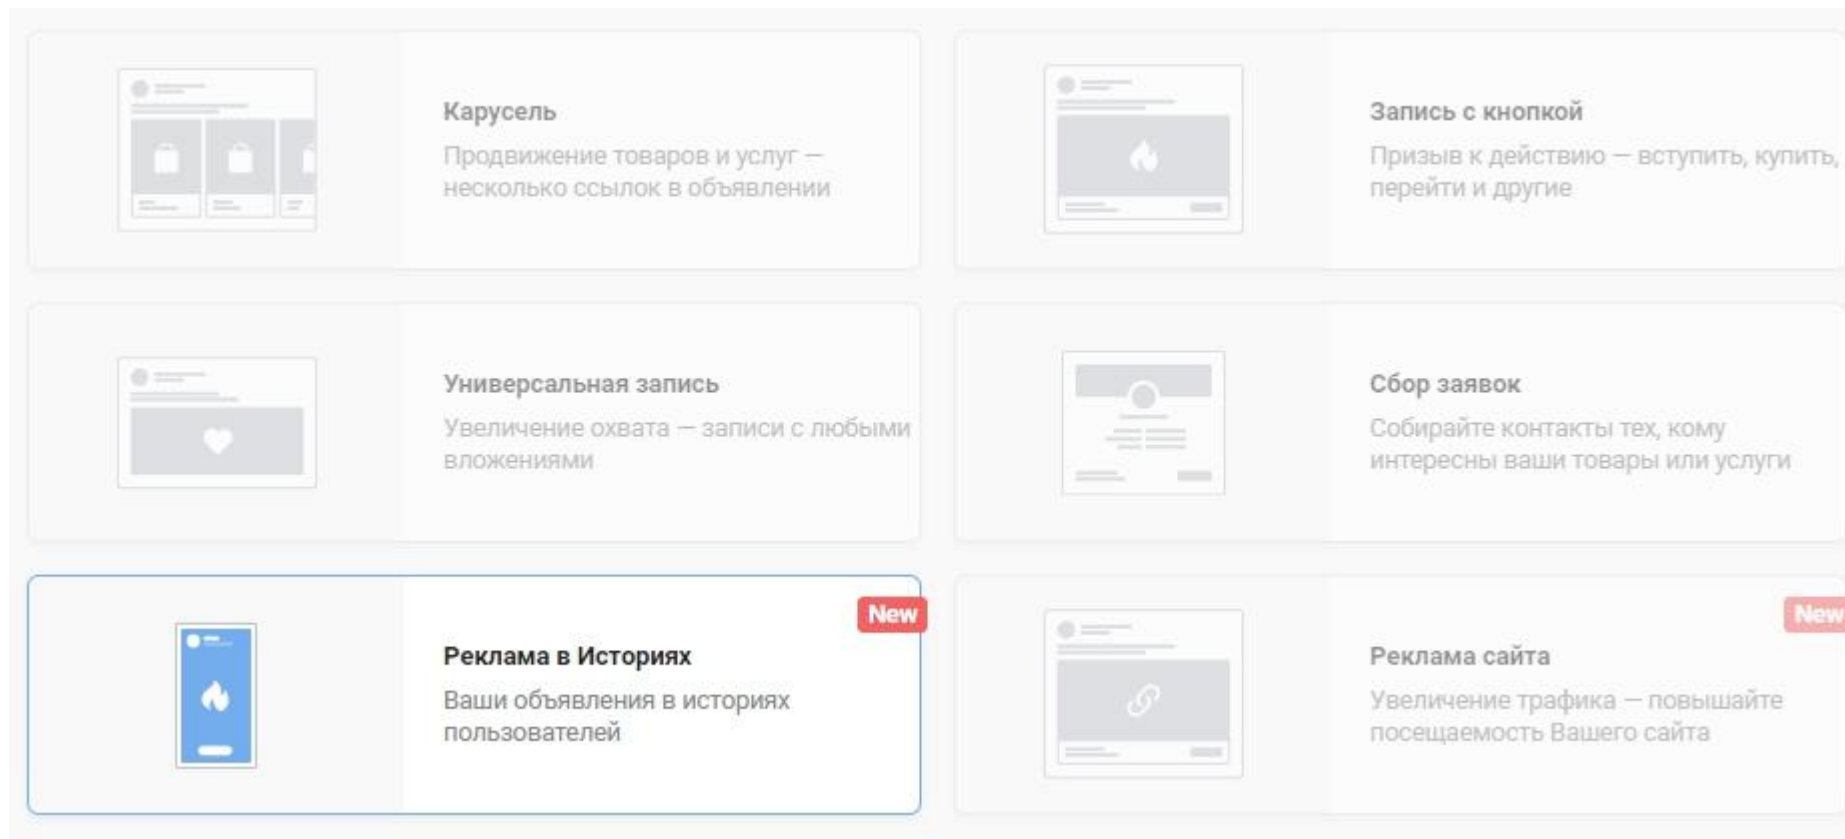 Карусель
Продвижение товаров и услуг —
несколько ссылок в объявлении
Запись с кнопкой
Призыв к действию — вступить, купить,
перейти и другие
Универсальная запись
Увеличение охвата — записи с любыми
вложениями
Сбор заявок
Собирайте контакты тех, кому
интересны ваши товары или услуги
New
Реклама в Историях
Ваши объявления в историях
пользователей
New
Реклама сайта
Увеличение трафика — повышайте
посещаемость Вашего сайта